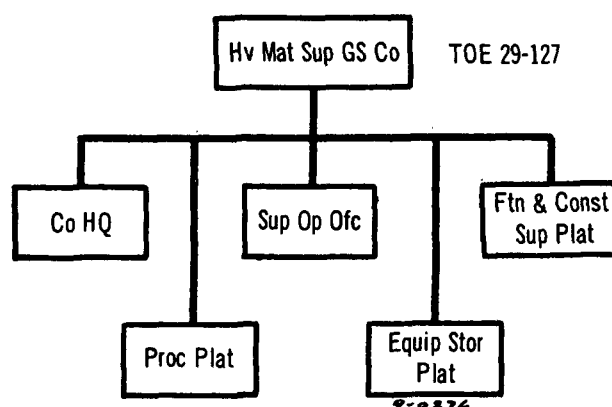 Hv Mat Sup GS Co
TOE 29-127
Co HQ
Sup Op Ofc
Ftn & Const
Sup Plat
Proc Plat
Equip Stor
Plat